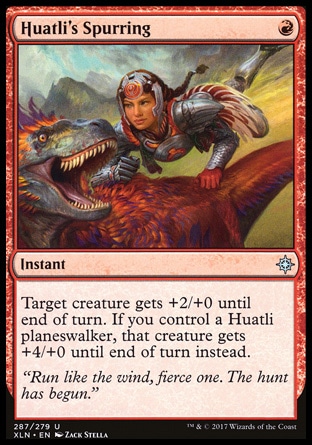 Huatli's Spurring
Instant
Target creature gets +2/+0 until
end of turn. If you control a Huatli
planeswalker, that creature gets
+4/+0 until end of turn instead.
"Run like the wind, fierce one. The hunt
has begun."
287/279 U
XLN • EN Zack Stella
™ & © 2017 Wizards of the Coast